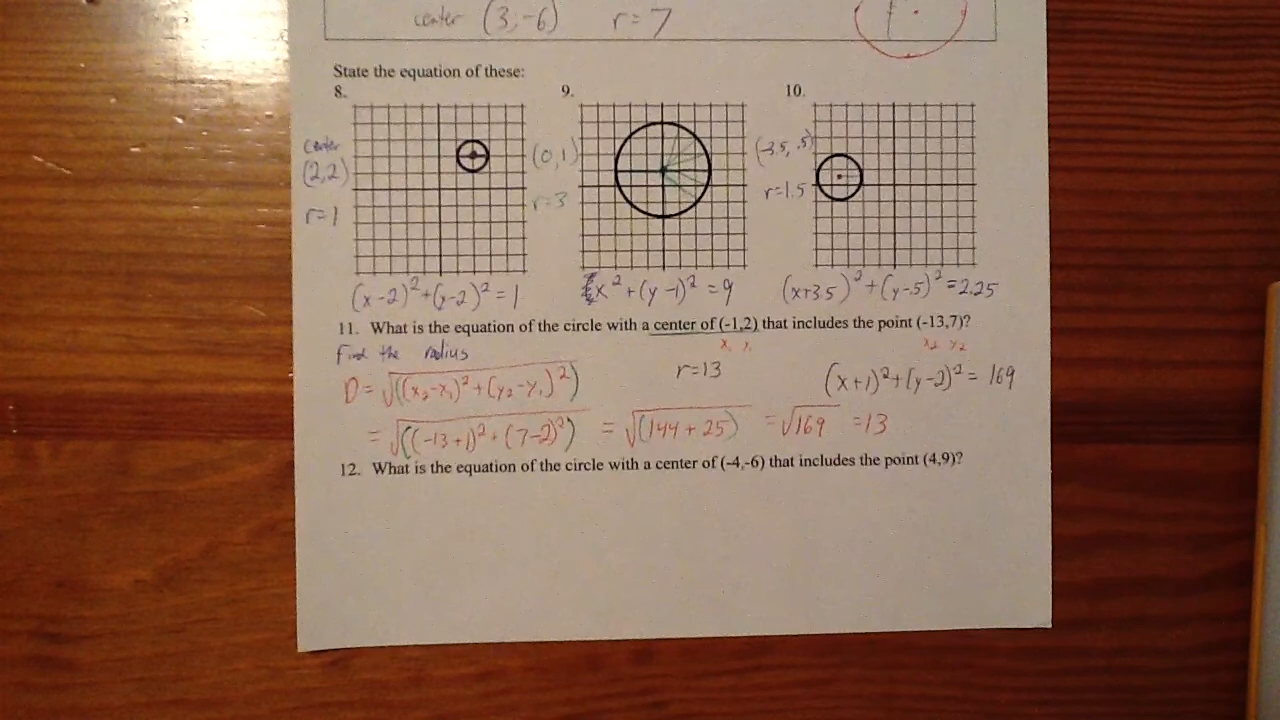 center (3,-6) r=7
State the equation of these:
8. 9. 10.
center
(2,2)
r=1
(0,1)
r=3
(-3.5, .5)
r=1.5
(x-2)²+(y-2)²=1
x²+(y-1)²=9
(x+3.5)²+(y-.5)²=2.25
11. What is the equation of the circle with a center of (-1,2) that includes the point (-13,7)?
x₁ y₁ x₂ y₂
Find the radius
r=13
D=√((x₂-x₁)²+(y₂-y₁)²)
(x+1)²+(y-2)²=169
=√((-13+1)²+(7-2)²) =√(144+25) =√169 =13
12. What is the equation of the circle with a center of (-4,-6) that includes the point (4,9)?